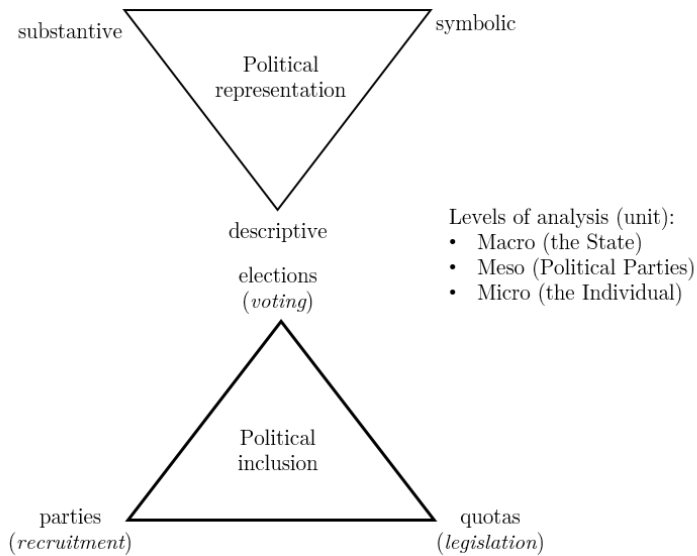 substantive
symbolic
Political
representation
descriptive
Levels of analysis (unit):
• Macro (the State)
• Meso (Political Parties)
• Micro (the Individual)
elections
(voting)
Political
inclusion
parties
(recruitment)
quotas
(legislation)